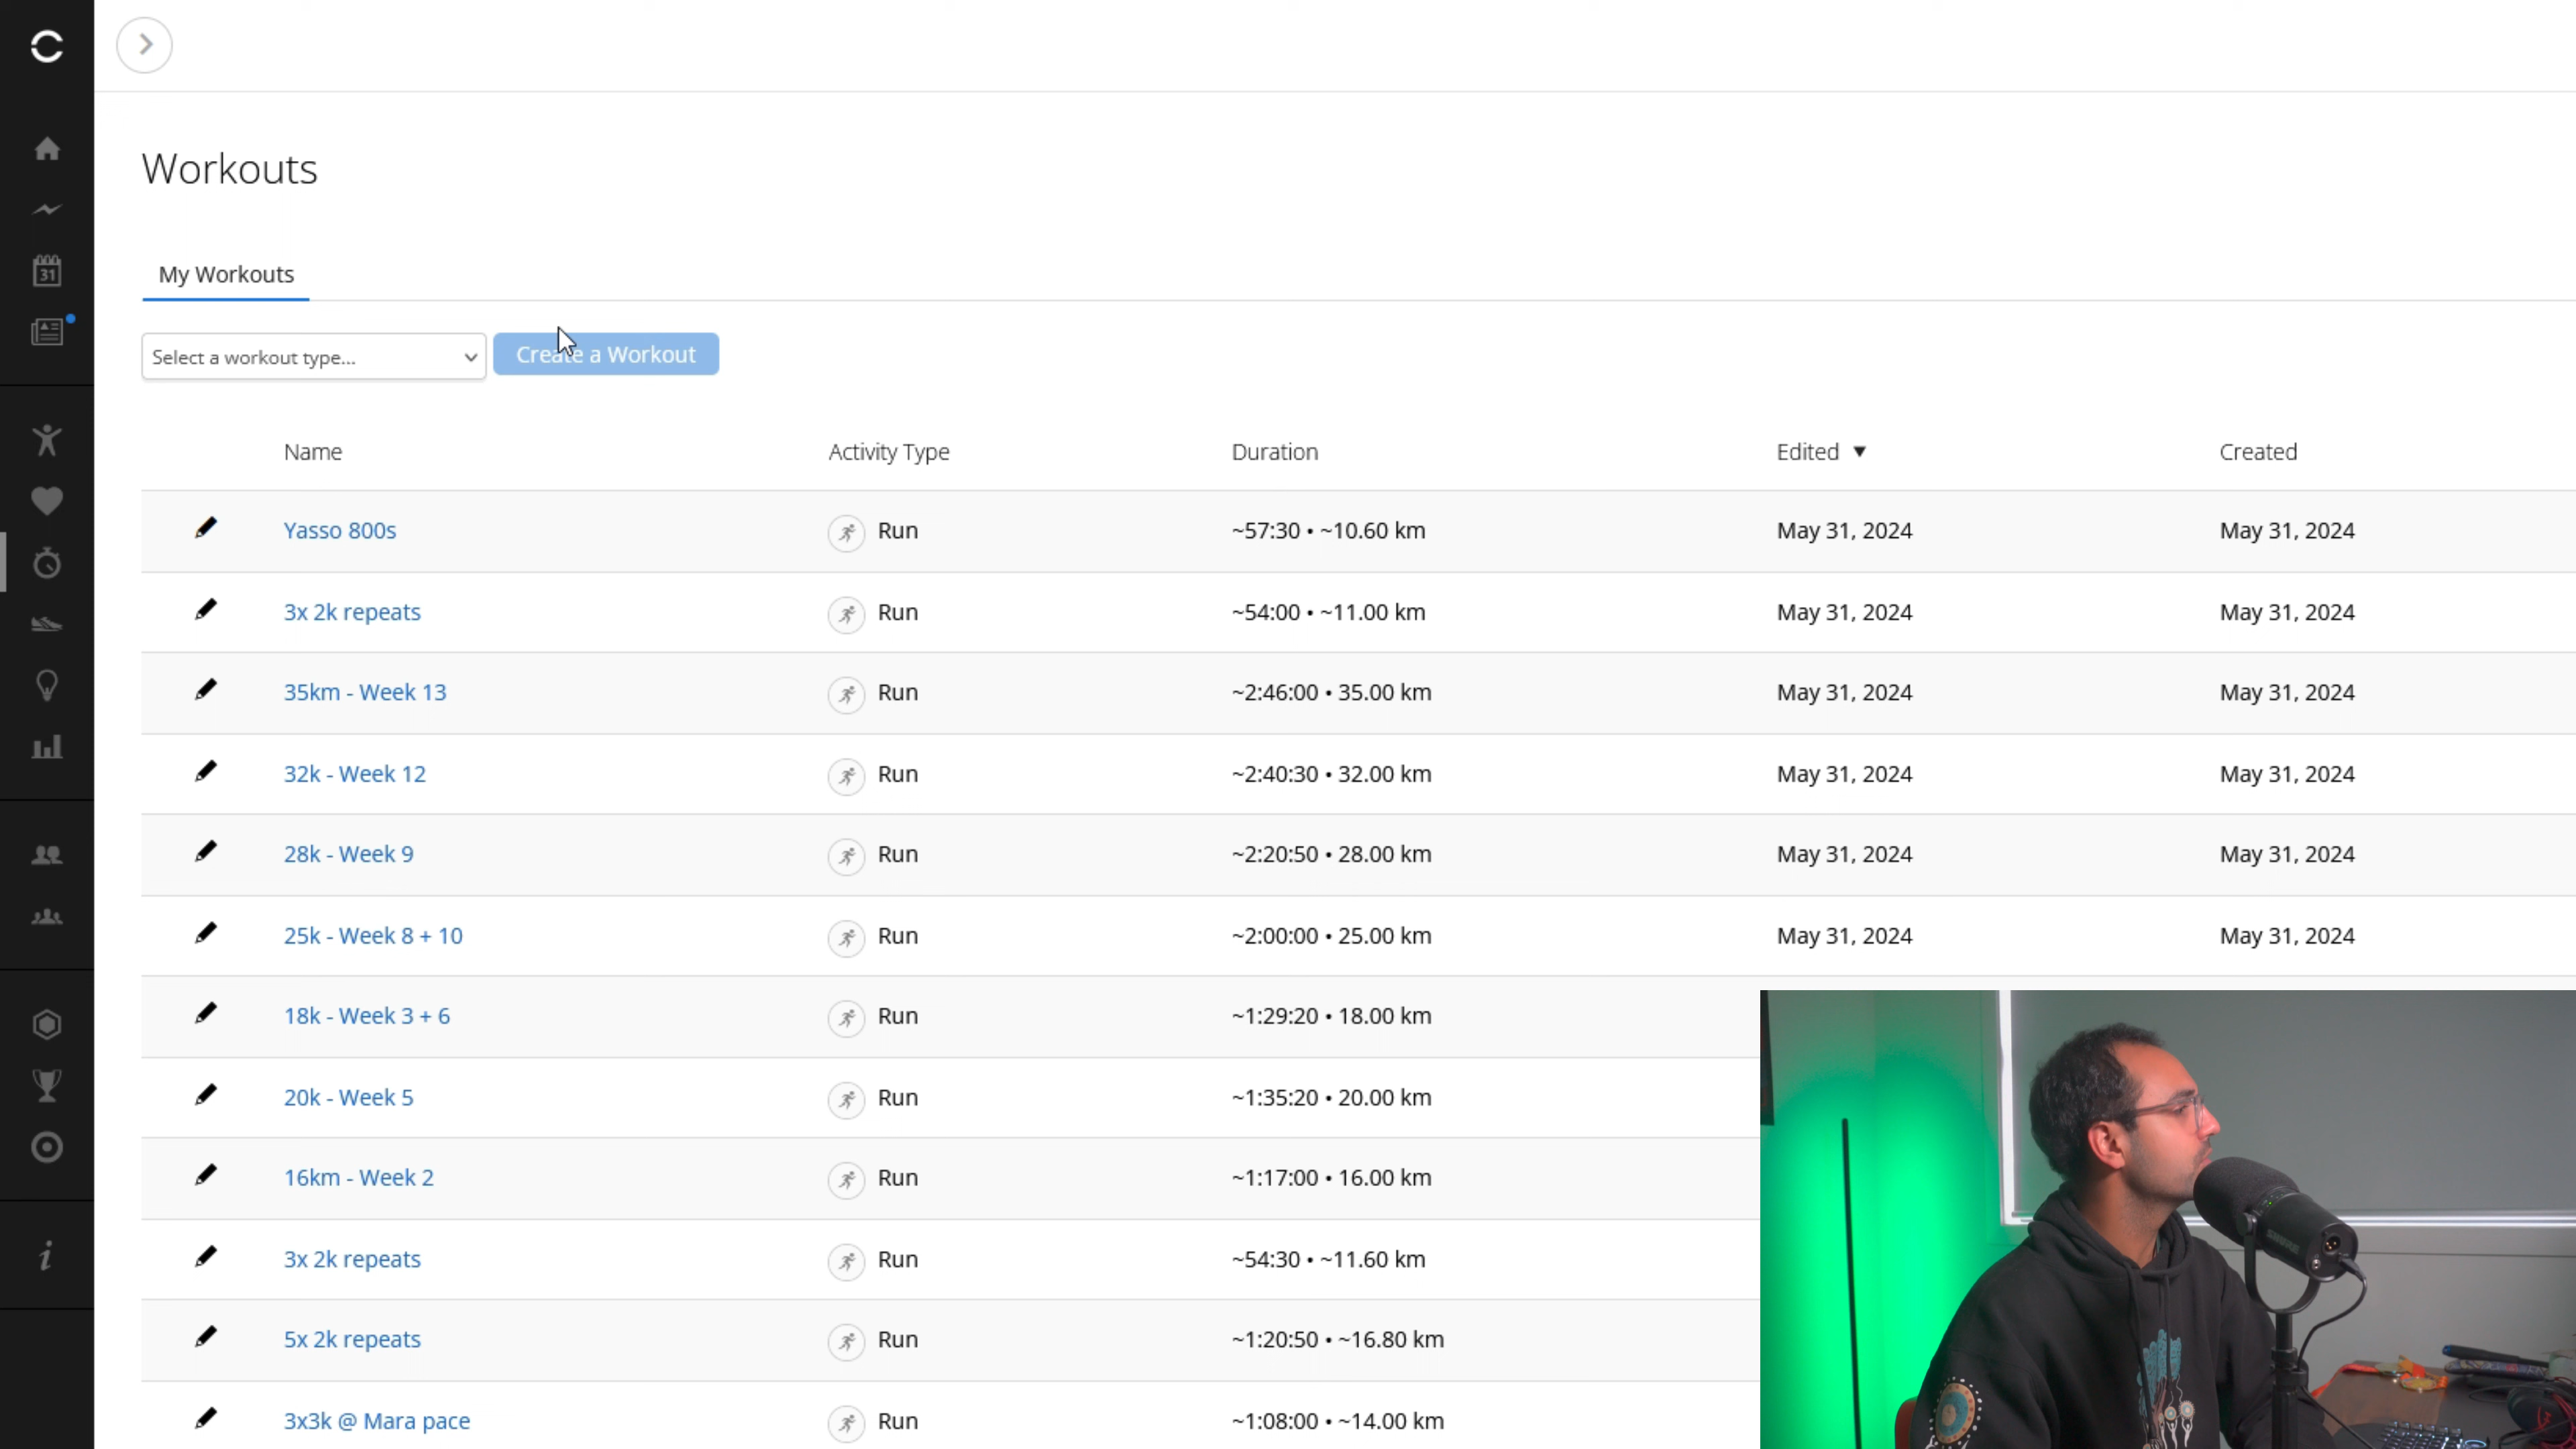 Workouts
31
My Workouts
Select a workout type...
Create a Workout
Name Activity Type Duration Edited ▼ Created
Yasso 800s Run ~57:30 • ~10.60 km May 31, 2024 May 31, 2024
3x 2k repeats Run ~54:00 • ~11.00 km May 31, 2024 May 31, 2024
35km - Week 13 Run ~2:46:00 • 35.00 km May 31, 2024 May 31, 2024
32k - Week 12 Run ~2:40:30 • 32.00 km May 31, 2024 May 31, 2024
28k - Week 9 Run ~2:20:50 • 28.00 km May 31, 2024 May 31, 2024
25k - Week 8 + 10 Run ~2:00:00 • 25.00 km May 31, 2024 May 31, 2024
18k - Week 3 + 6 Run ~1:29:20 • 18.00 km
20k - Week 5 Run ~1:35:20 • 20.00 km
16km - Week 2 Run ~1:17:00 • 16.00 km
3x 2k repeats Run ~54:30 • ~11.60 km
5x 2k repeats Run ~1:20:50 • ~16.80 km
3x3k @ Mara pace Run ~1:08:00 • ~14.00 km